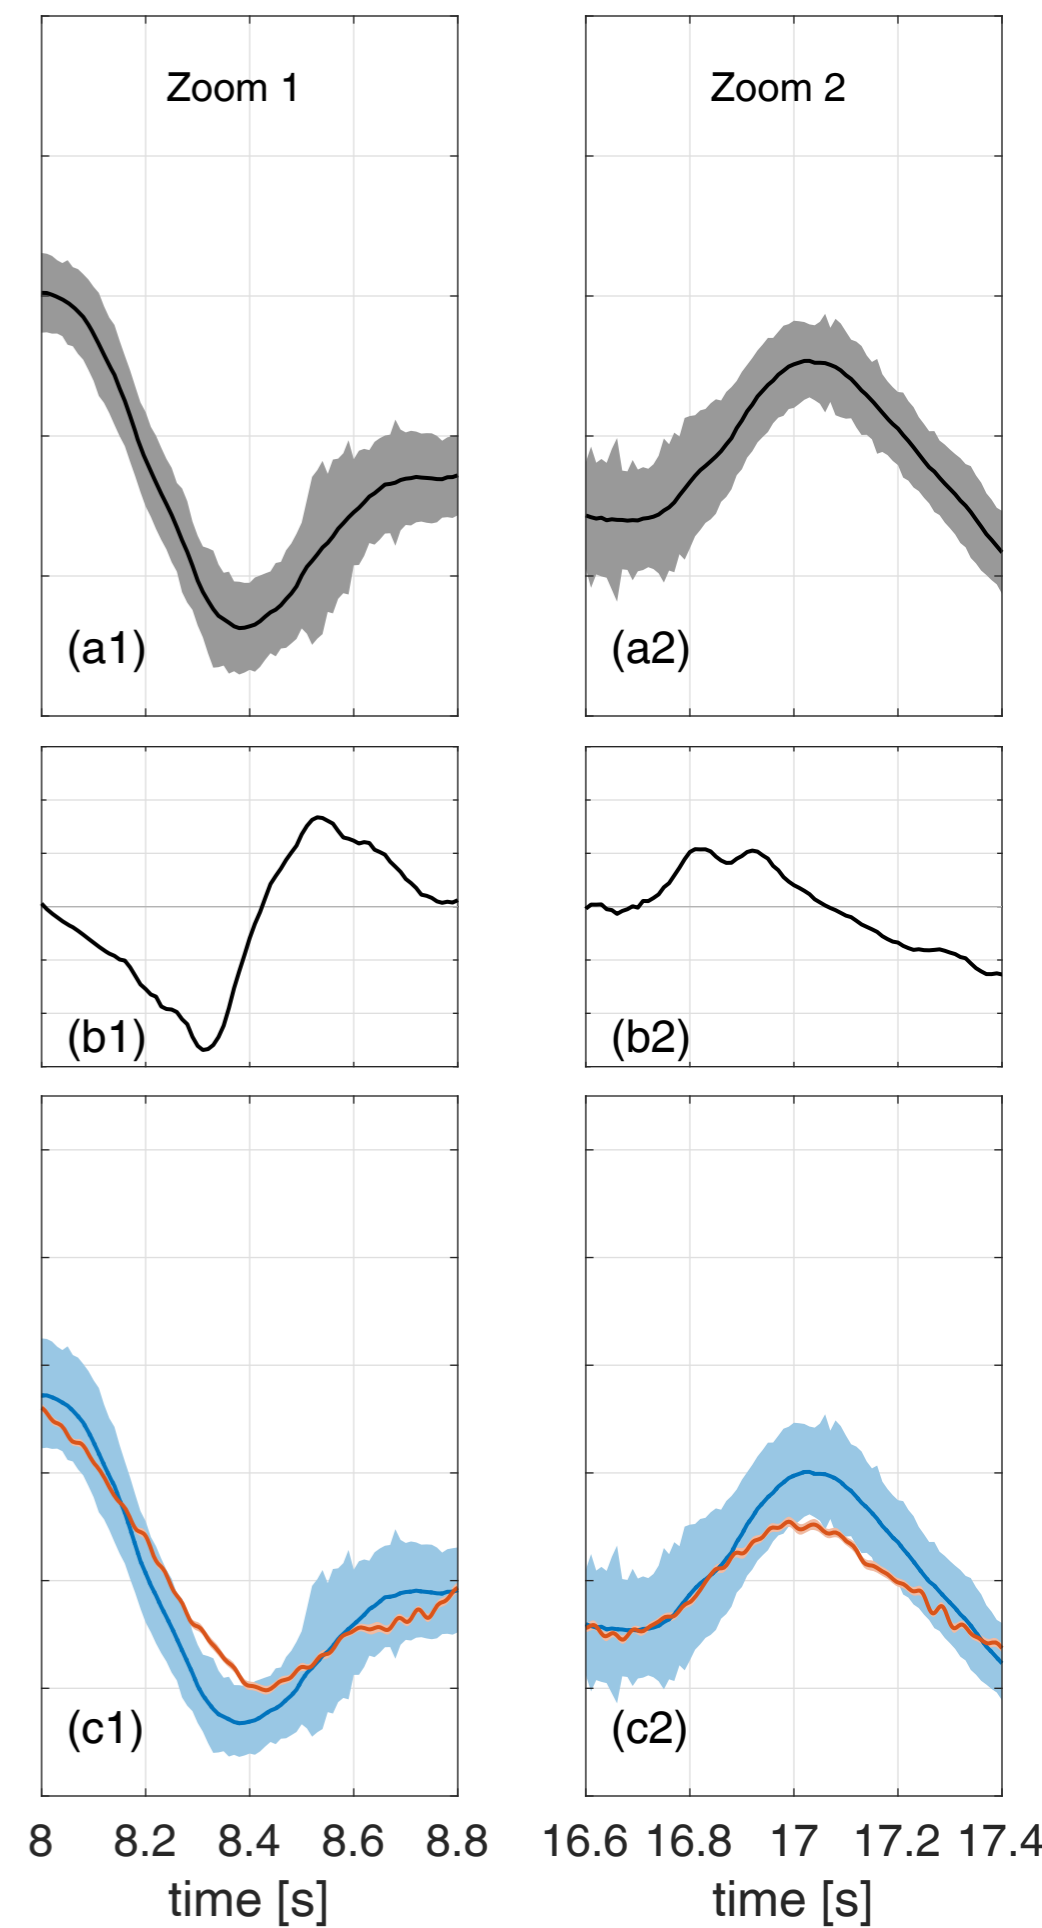 Zoom 1 Zoom 2
(a1) (a2)
(b1) (b2)
(c1) (c2)
8 8.2 8.4 8.6 8.8 16.6 16.8 17 17.2 17.4
time [s] time [s]